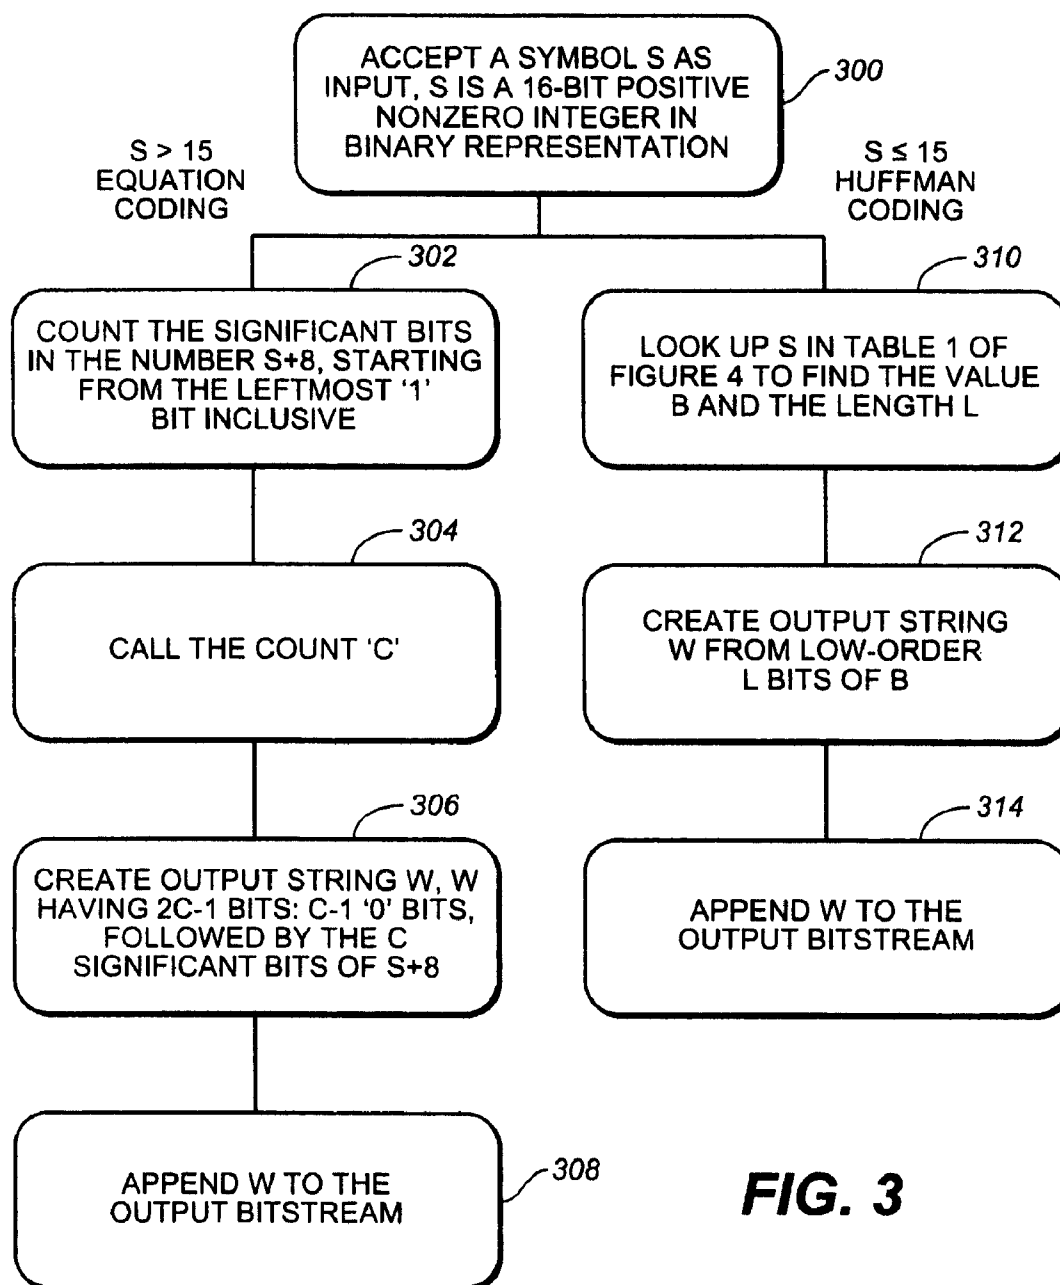 ACCEPT A SYMBOL S AS
INPUT, S IS A 16-BIT POSITIVE
NONZERO INTEGER IN
BINARY REPRESENTATION
300
S > 15
EQUATION
CODING
S ≤ 15
HUFFMAN
CODING
302
COUNT THE SIGNIFICANT BITS
IN THE NUMBER S+8, STARTING
FROM THE LEFTMOST ‘1’
BIT INCLUSIVE
310
LOOK UP S IN TABLE 1 OF
FIGURE 4 TO FIND THE VALUE
B AND THE LENGTH L
304
CALL THE COUNT ‘C’
312
CREATE OUTPUT STRING
W FROM LOW-ORDER
L BITS OF B
306
CREATE OUTPUT STRING W, W
HAVING 2C-1 BITS: C-1 ‘0’ BITS,
FOLLOWED BY THE C
SIGNIFICANT BITS OF S+8
314
APPEND W TO THE
OUTPUT BITSTREAM
308
APPEND W TO THE
OUTPUT BITSTREAM
FIG. 3